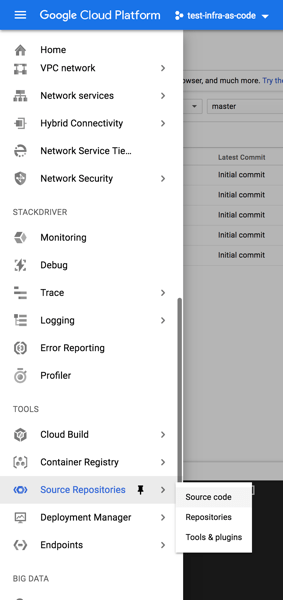 Google Cloud Platform
test-infra-as-code
Home
VPC network
owser, and much more. Try the
Network services
master
Hybrid Connectivity
Network Service Tie...
Latest Commit
Network Security
Initial commit
Initial commit
STACKDRIVER
Initial commit
Monitoring
Initial commit
Debug
Initial commit
Trace
Logging
Error Reporting
Profiler
TOOLS
Cloud Build
Container Registry
Source Repositories
Source code
Deployment Manager
Repositories
Endpoints
Tools & plugins
BIG DATA